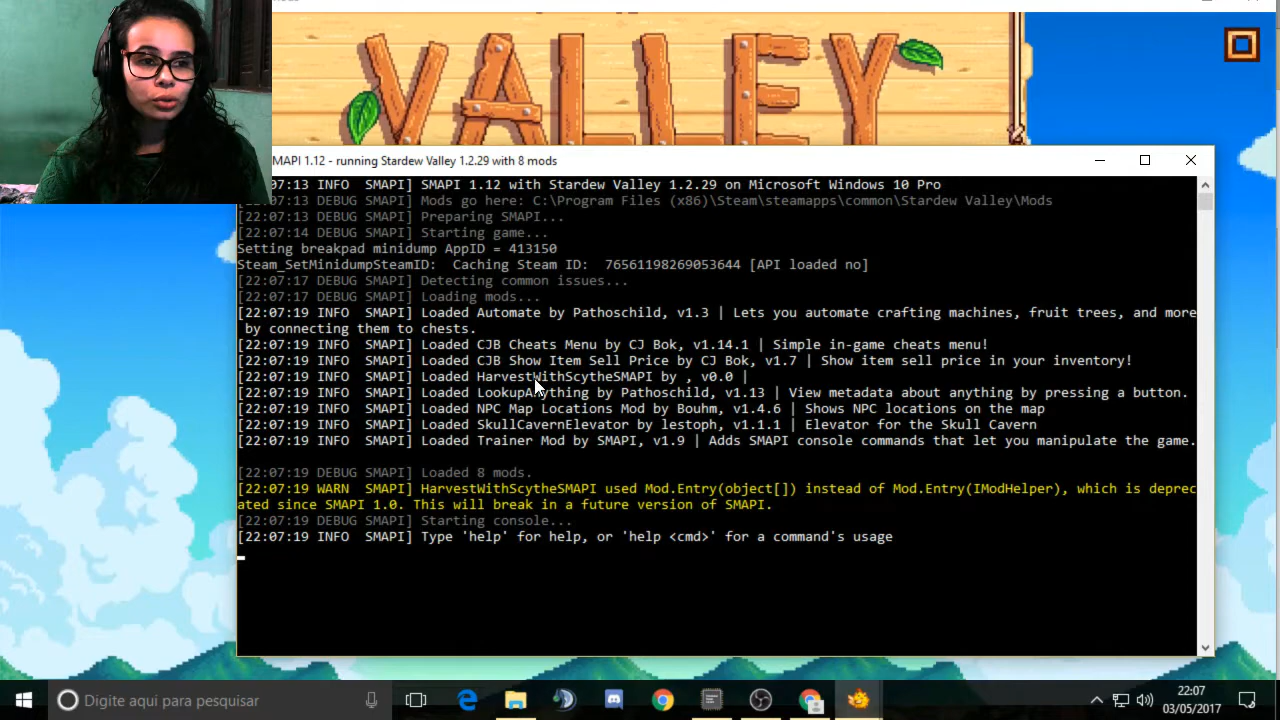 VALLEY
MAPI 1.12 - running Stardew Valley 1.2.29 with 8 mods
07:13 INFO  SMAPI] SMAPI 1.12 with Stardew Valley 1.2.29 on Microsoft Windows 10 Pro
07:13 DEBUG SMAPI] Mods go here: C:\Program Files (x86)\Steam\steamapps\common\Stardew Valley\Mods
[22:07:13 DEBUG SMAPI] Preparing SMAPI...
[22:07:14 DEBUG SMAPI] Starting game...
Setting breakpad minidump AppID = 413150
Steam_SetMinidumpSteamID:  Caching Steam ID:  76561198269053644 [API loaded no]
[22:07:17 DEBUG SMAPI] Detecting common issues...
[22:07:17 DEBUG SMAPI] Loading mods...
[22:07:19 INFO  SMAPI] Loaded Automate by Pathoschild, v1.3 | Lets you automate crafting machines, fruit trees, and more
by connecting them to chests.
[22:07:19 INFO  SMAPI] Loaded CJB Cheats Menu by CJ Bok, v1.14.1 | Simple in-game cheats menu!
[22:07:19 INFO  SMAPI] Loaded CJB Show Item Sell Price by CJ Bok, v1.7 | Show item sell price in your inventory!
[22:07:19 INFO  SMAPI] Loaded HarvestWithScytheSMAPI by , v0.0 |
[22:07:19 INFO  SMAPI] Loaded LookupAnything by Pathoschild, v1.13 | View metadata about anything by pressing a button.
[22:07:19 INFO  SMAPI] Loaded NPC Map Locations Mod by Bouhm, v1.4.6 | Shows NPC locations on the map
[22:07:19 INFO  SMAPI] Loaded SkullCavernElevator by lestoph, v1.1.1 | Elevator for the Skull Cavern
[22:07:19 INFO  SMAPI] Loaded Trainer Mod by SMAPI, v1.9 | Adds SMAPI console commands that let you manipulate the game.
[22:07:19 DEBUG SMAPI] Loaded 8 mods.
[22:07:19 WARN  SMAPI] HarvestWithScytheSMAPI used Mod.Entry(object[]) instead of Mod.Entry(IModHelper), which is deprec
ated since SMAPI 1.0. This will break in a future version of SMAPI.
[22:07:19 DEBUG SMAPI] Starting console...
[22:07:19 INFO  SMAPI] Type 'help' for help, or 'help <cmd>' for a command's usage
Digite aqui para pesquisar
22:07
03/05/2017